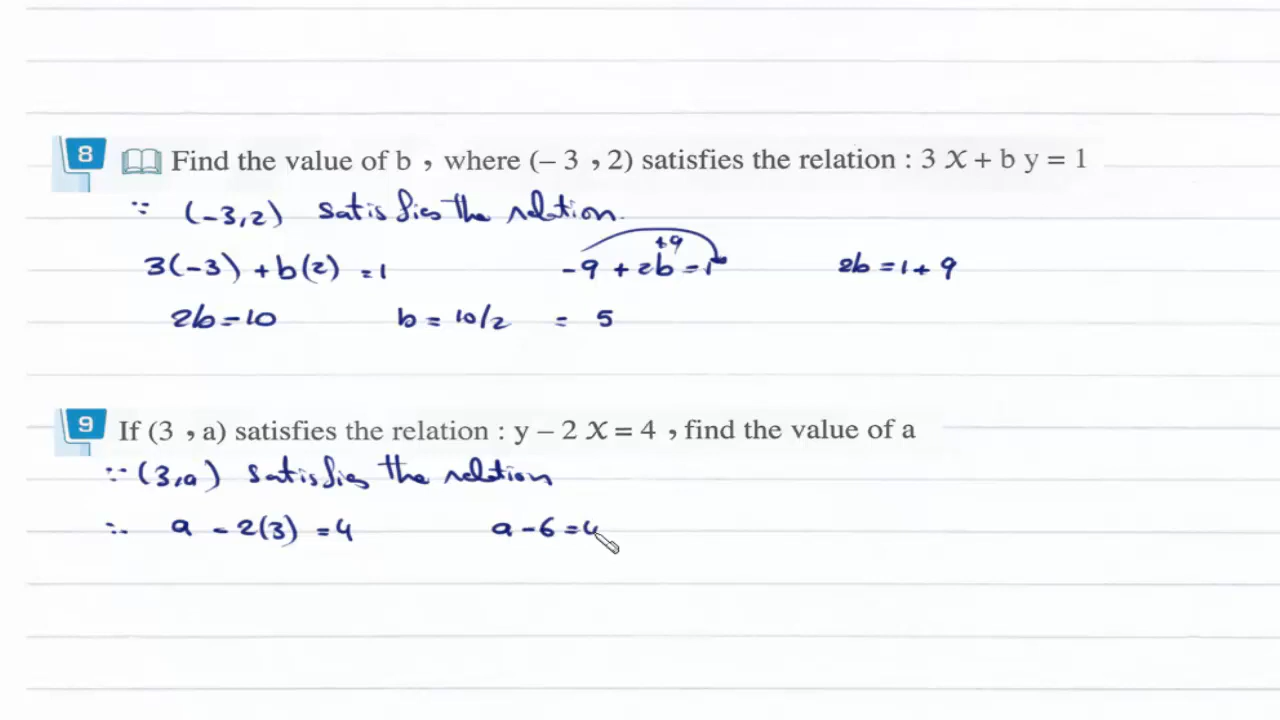 8 Find the value of b , where (– 3 , 2) satisfies the relation : 3 X + b y = 1
∵ (-3,2) satisfies the relation.
3(-3) + b(2) = 1 -9 + 2b = 1 +9 2b = 1 + 9
2b = 10 b = 10/2 = 5
9 If (3 , a) satisfies the relation : y – 2 X = 4 , find the value of a
∵ (3,a) satisfies the relation
∴ a - 2(3) = 4 a - 6 = 4